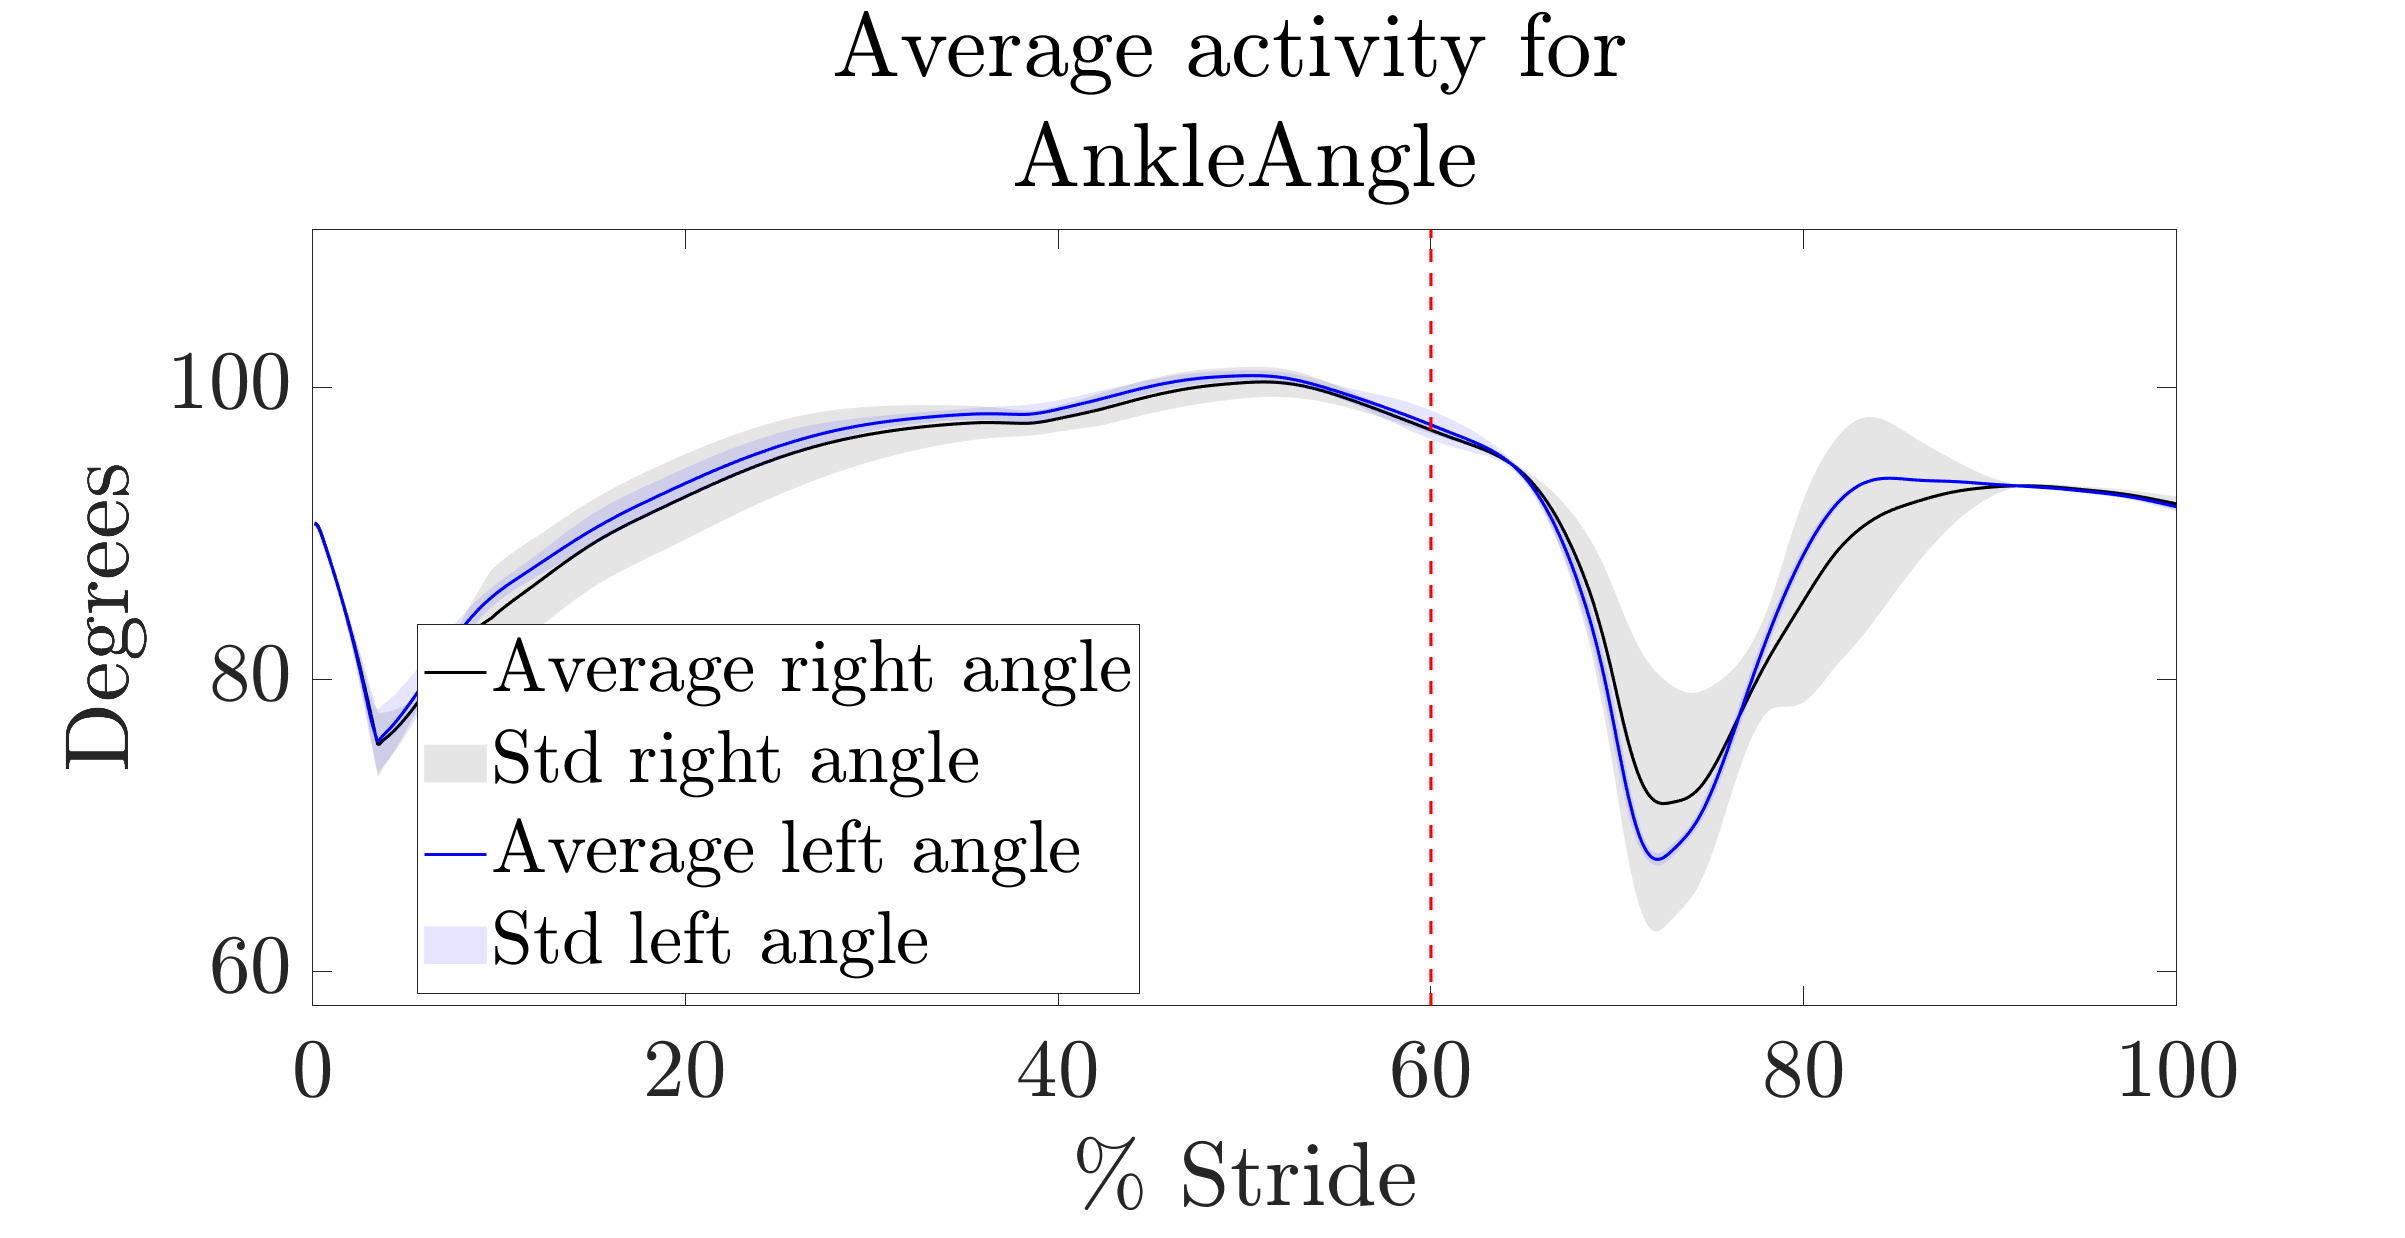 Average activity for
AnkleAngle
Degrees
100
80
60
Average right angle
Std right angle
Average left angle
Std left angle
0 20 40 60 80 100
% Stride